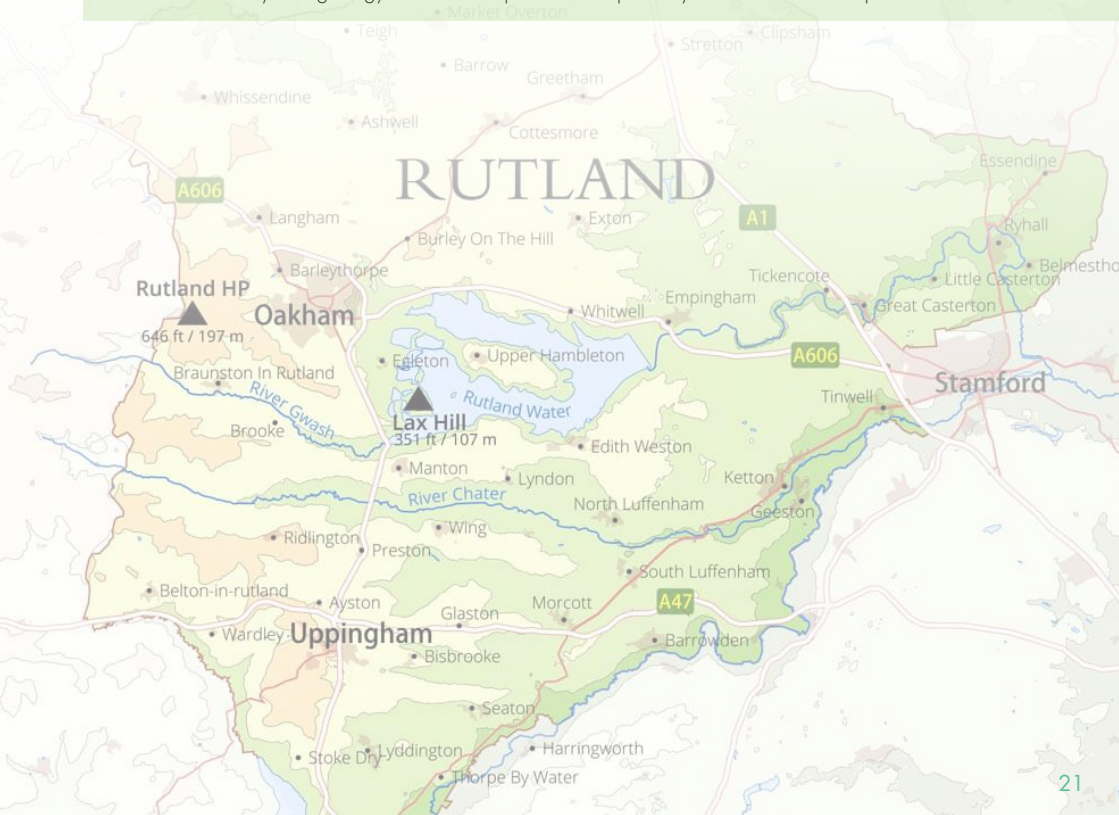 Market Overton
Teigh
Clipsham
Stretton
Barrow
Greetham
Whissendine
Ashwell
Cottesmore
RUTLAND
Essendine
A606
Langham
Exton
A1
Ryhall
Burley On The Hill
Barleythorpe
Belmestho
Tickencote
Little Casterton
Rutland HP
646 ft / 197 m
Oakham
Empingham
Great Casterton
Whitwell
Egleton
Upper Hambleton
A606
Braunston In Rutland
Stamford
River Gwash
Rutland Water
Tinwell
Lax Hill
351 ft / 107 m
Brooke
Edith Weston
Manton
Lyndon
Ketton
River Chater
North Luffenham
Geeston
Wing
Ridlington
Preston
South Luffenham
Belton-in-rutland
Ayston
Glaston
Morcott
A47
Wardley
Uppingham
Barrowden
Bisbrooke
Seaton
Stoke Dry
Lyddington
Harringworth
Thorpe By Water
21